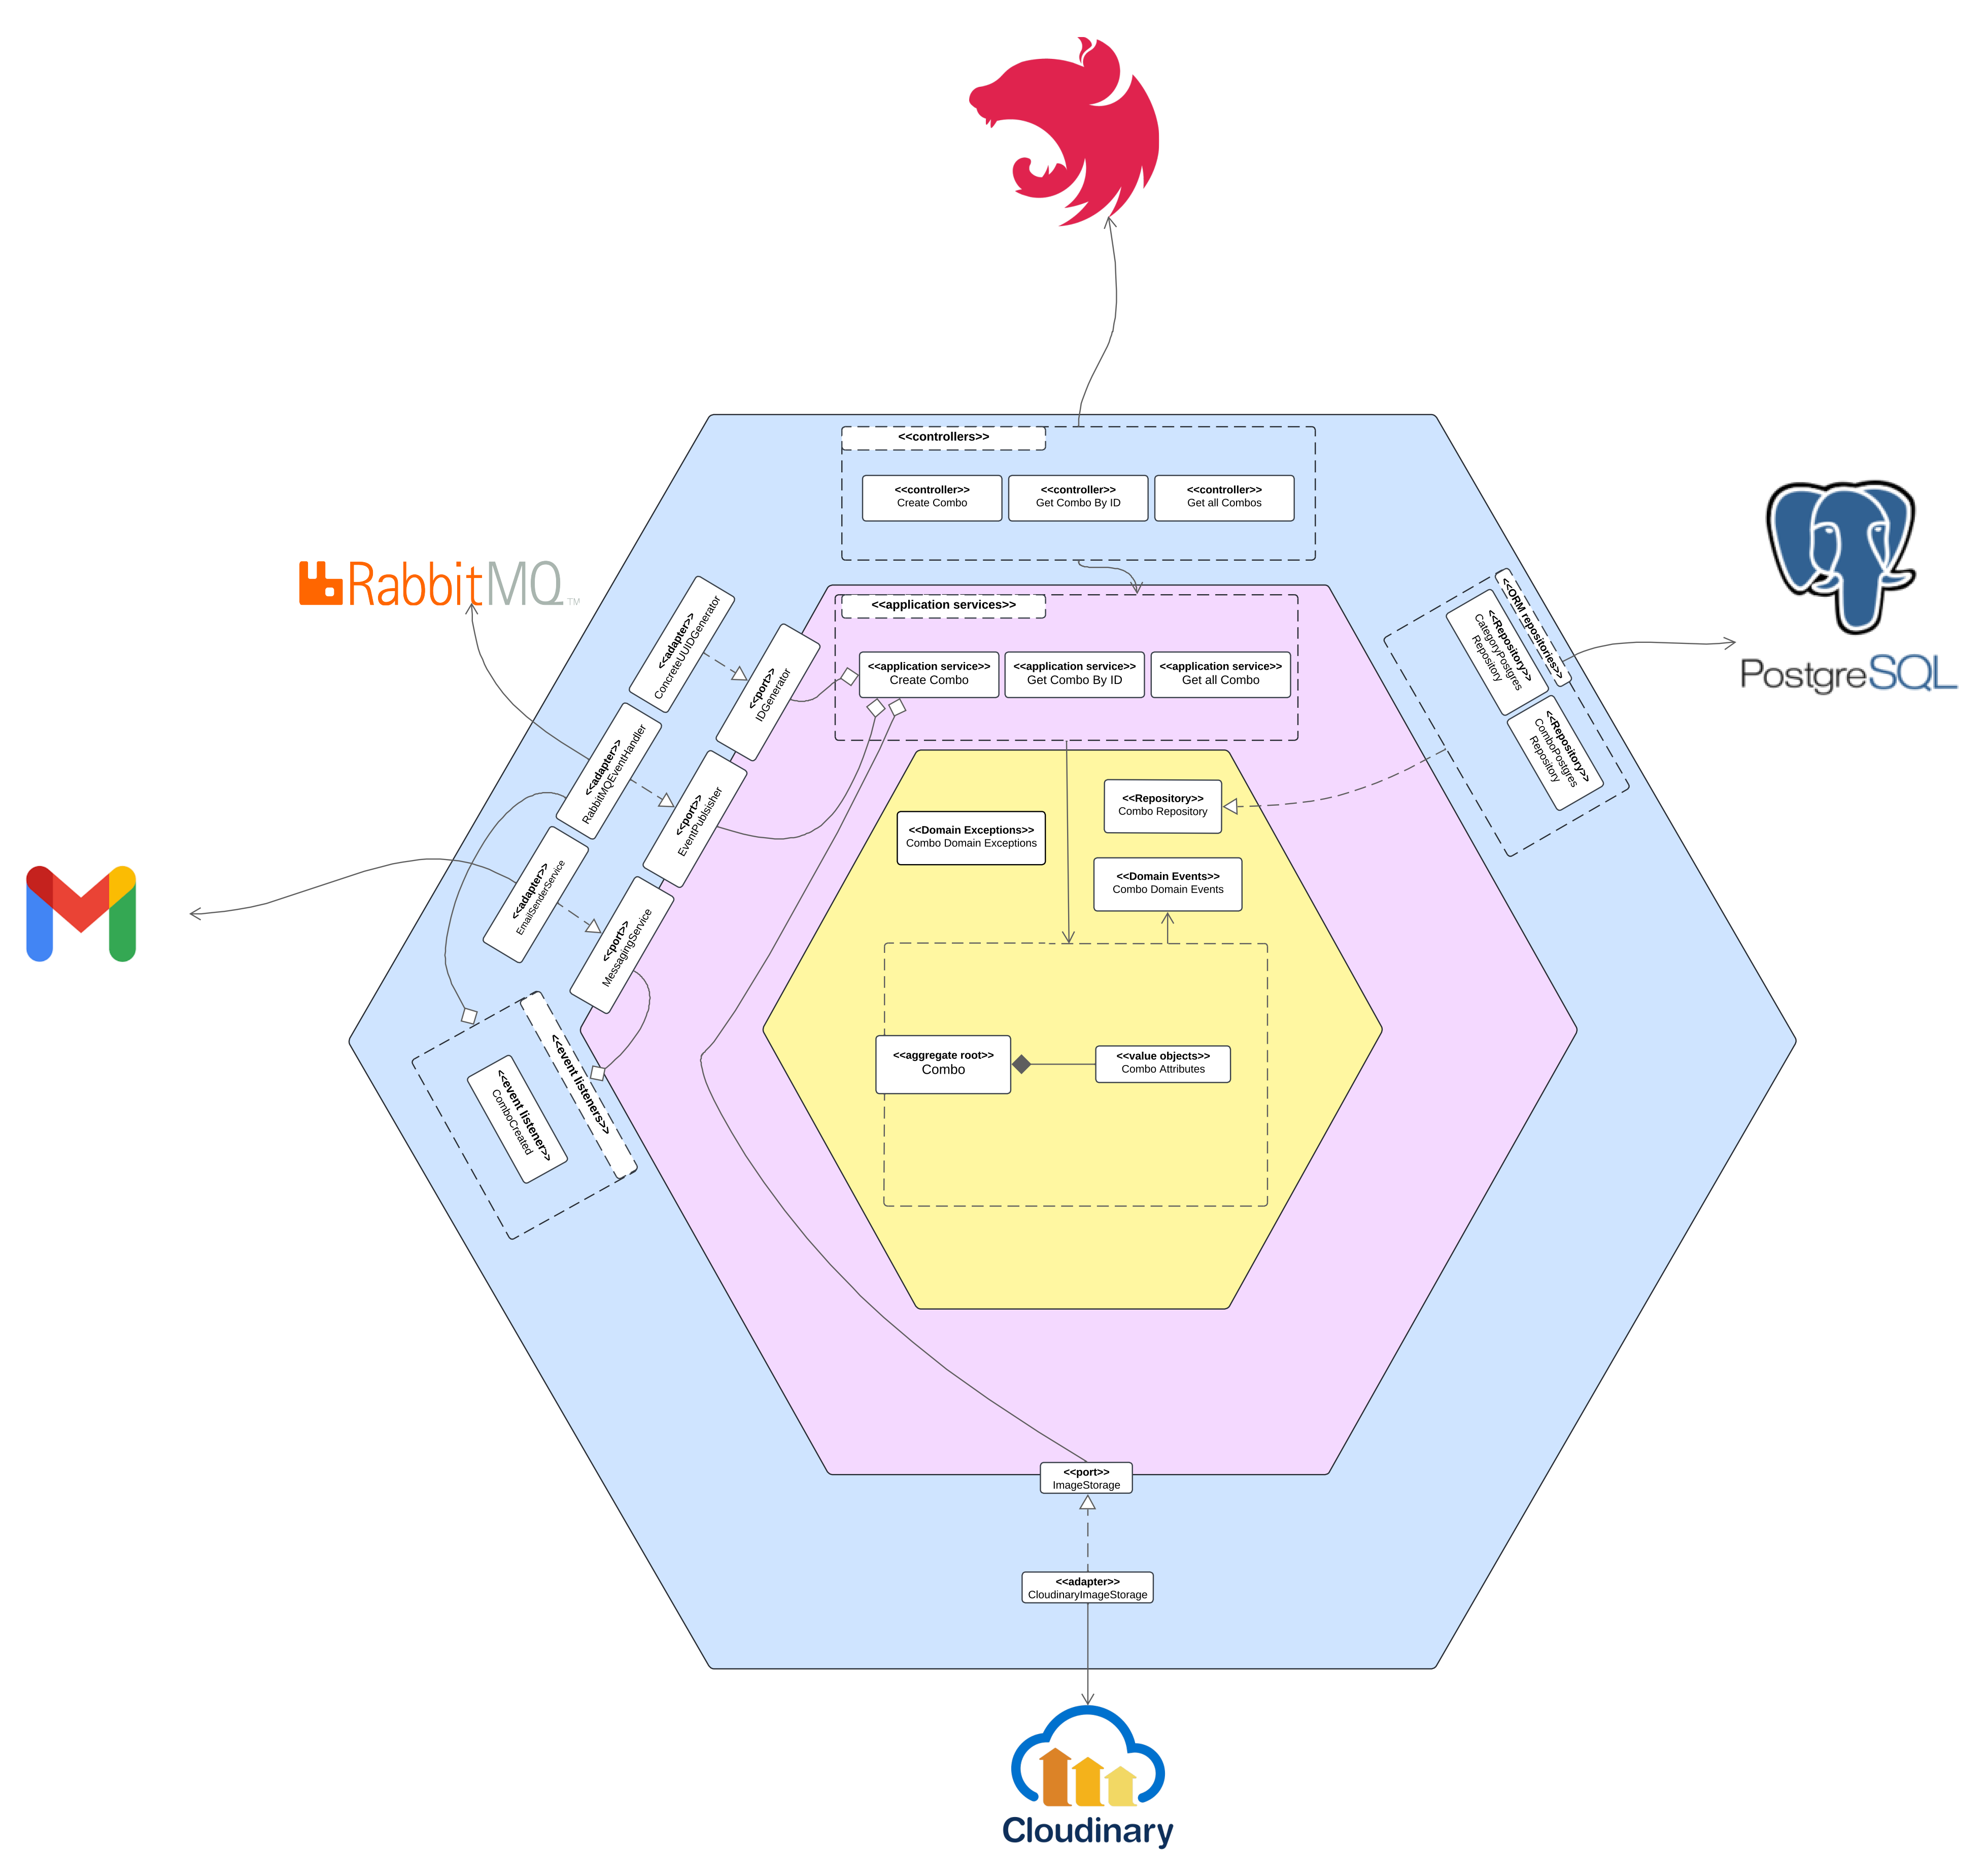 <<controllers>>
<<controller>>
Create Combo
<<controller>>
Get Combo By ID
<<controller>>
Get all Combos
RabbitMQ™
PostgreSQL
<<adapter>>
ConcreteUUIDGenerator
<<port>>
IDGenerator
<<application services>>
<<application service>>
Create Combo
<<application service>>
Get Combo By ID
<<application service>>
Get all Combo
<<ORM repositories>>
<<Repository>>
CategoryPostgres
Repository
<<Repository>>
ComboPostgres
Repository
<<adapter>>
RabbitMQEventHandler
<<port>>
EventPublsisher
<<adapter>>
EmailSenderService
<<port>>
MessagingService
<<Repository>>
Combo Repository
<<Domain Exceptions>>
Combo Domain Exceptions
<<Domain Events>>
Combo Domain Events
<<aggregate root>>
Combo
<<value objects>>
Combo Attributes
<<event listeners>>
<<event listener>>
ComboCreated
<<port>>
ImageStorage
<<adapter>>
CloudinaryImageStorage
Cloudinary